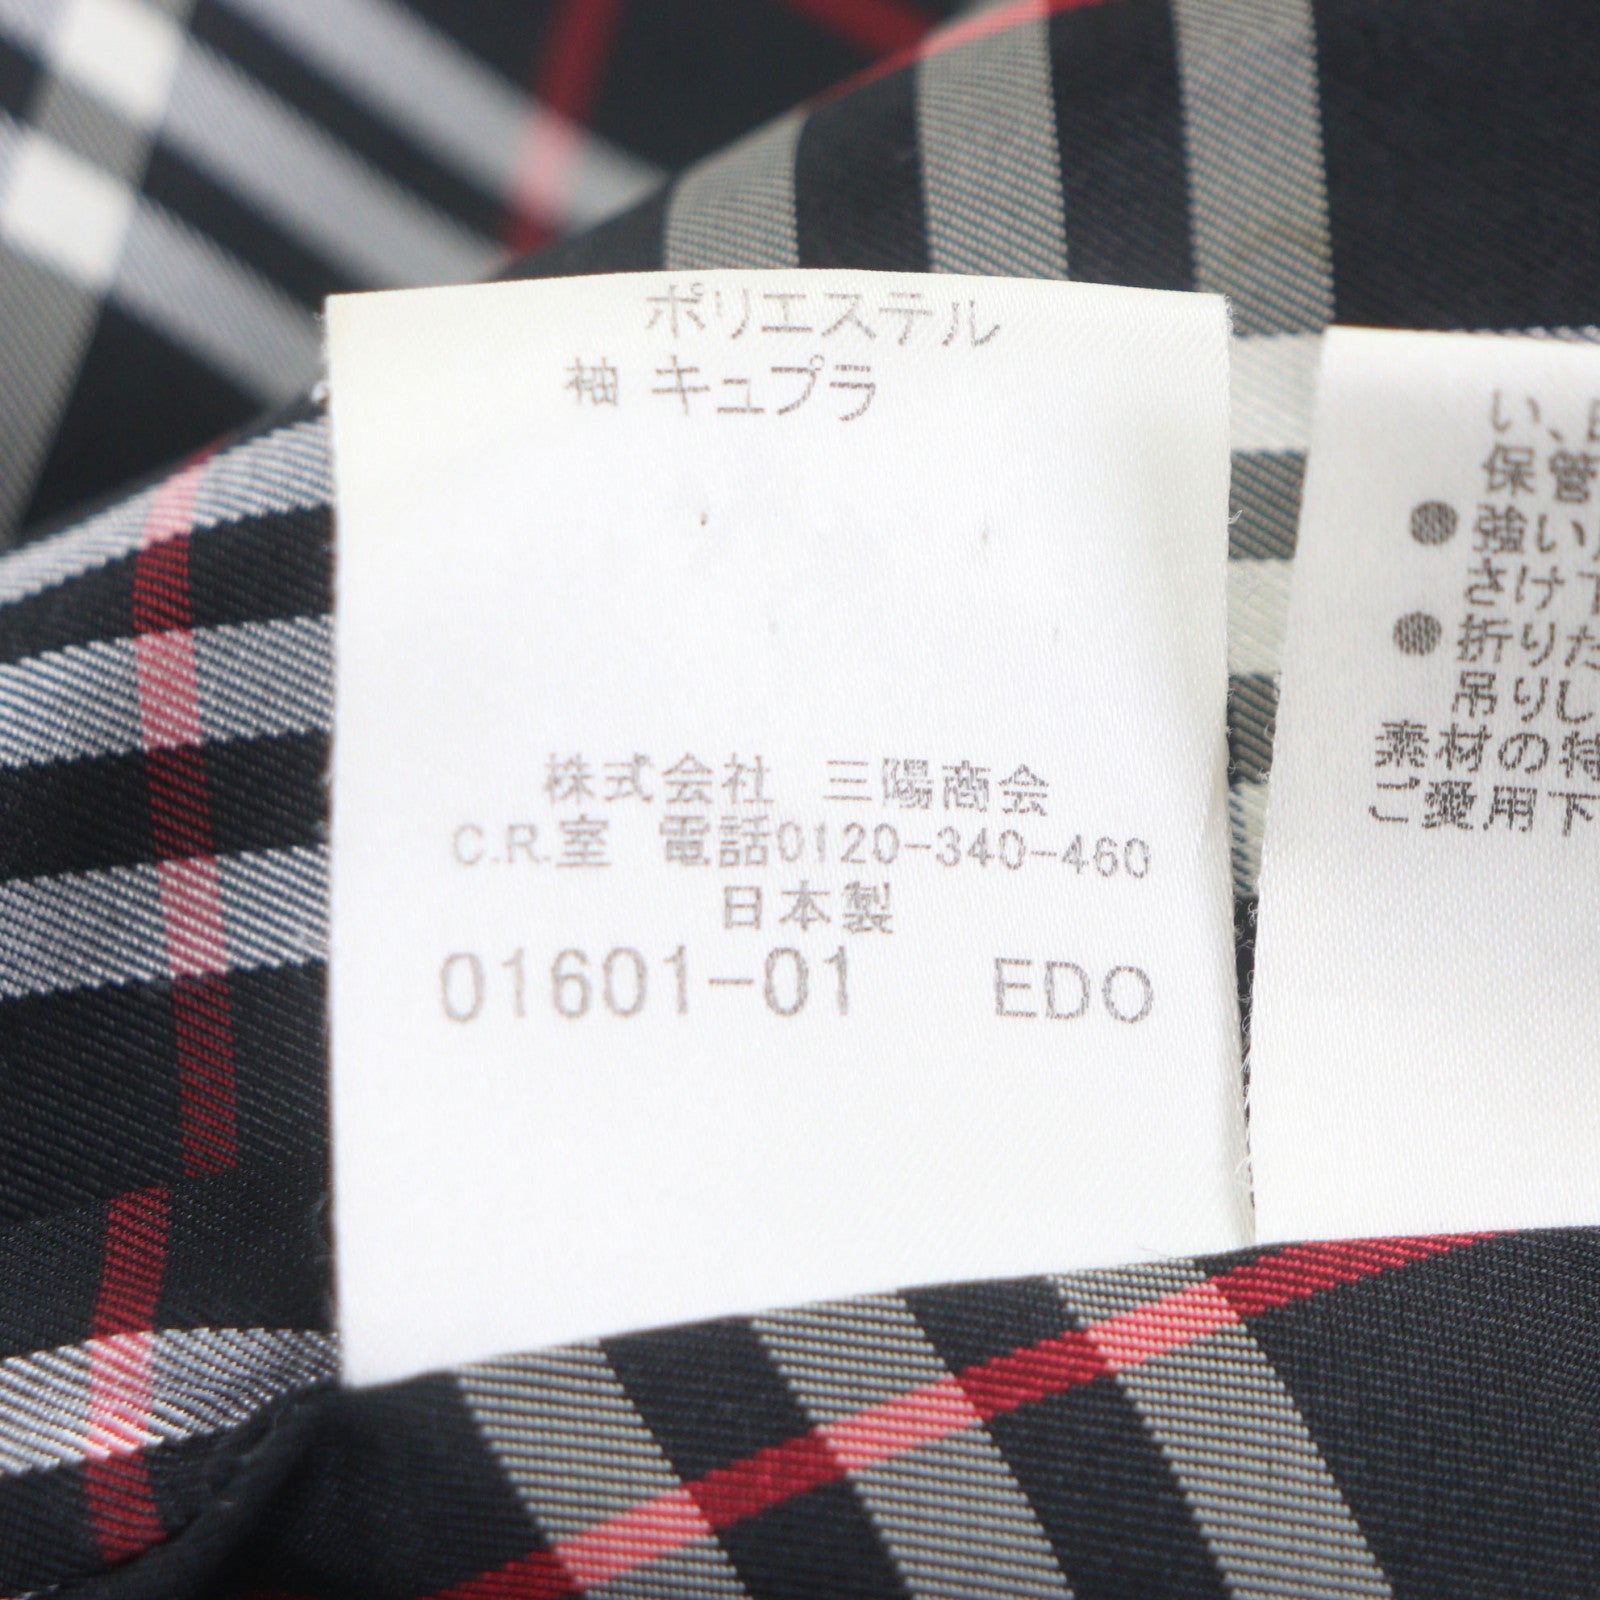 ポリエステル
袖 キュプラ
株式会社 三陽商会
C.R.室 電話0120-340-460
日本製
01601-01 EDO
い、
保管
●強い
さけ下
●折りた
吊りし
素材の特
ご愛用下